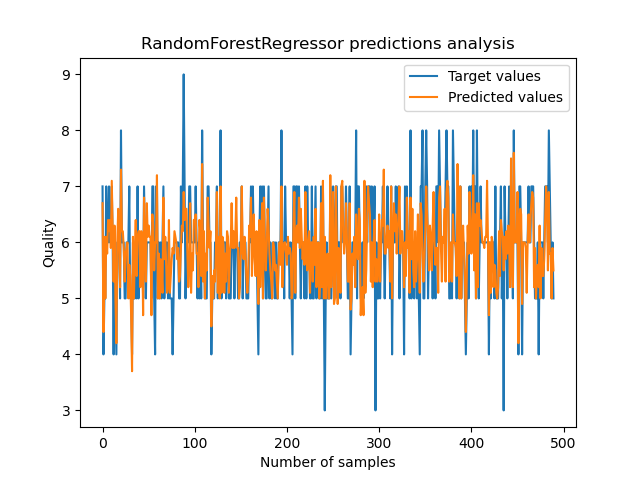 RandomForestRegressor predictions analysis
Target values
Predicted values
Quality
9
8
7
6
5
4
3
0
100
200
300
400
500
Number of samples